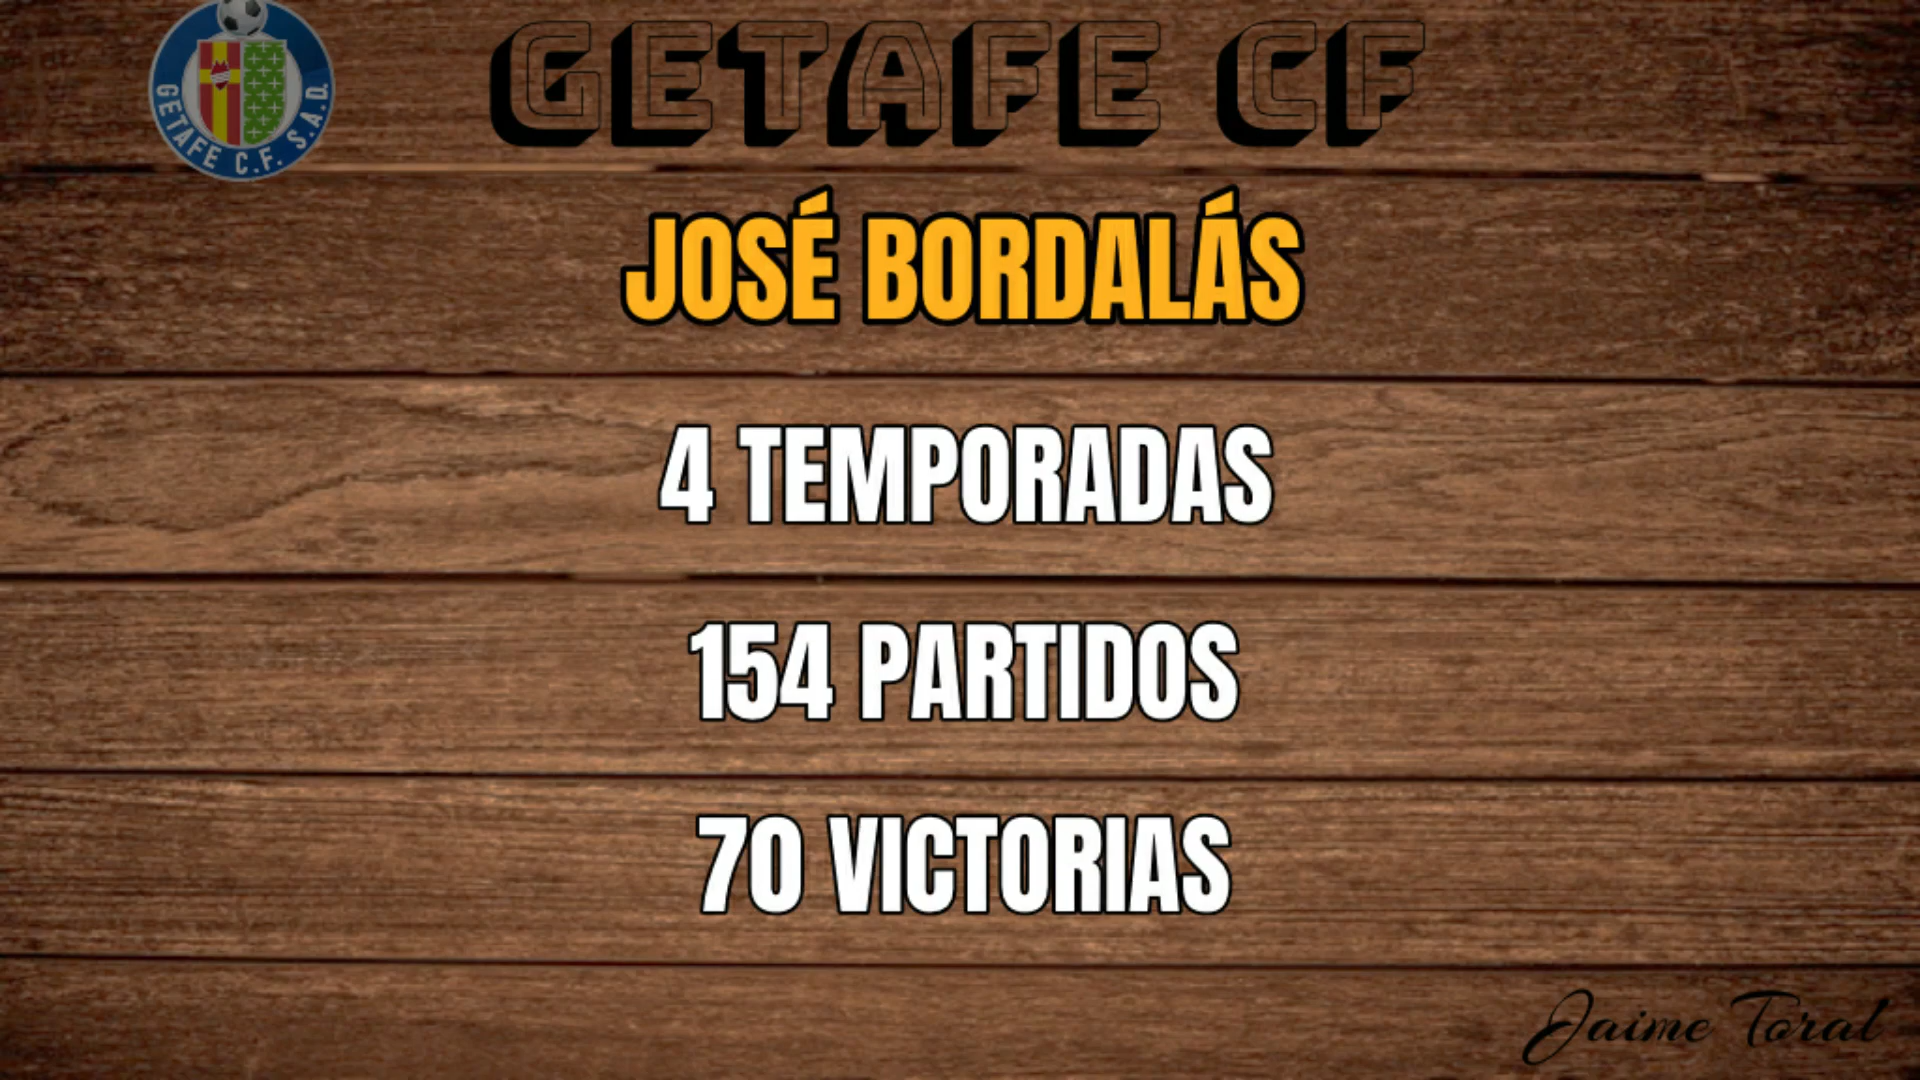 GETAFE CF
GETAFE C.F. S.A.D.
JOSÉ BORDALÁS
4 TEMPORADAS
154 PARTIDOS
70 VICTORIAS
Jaime Toral